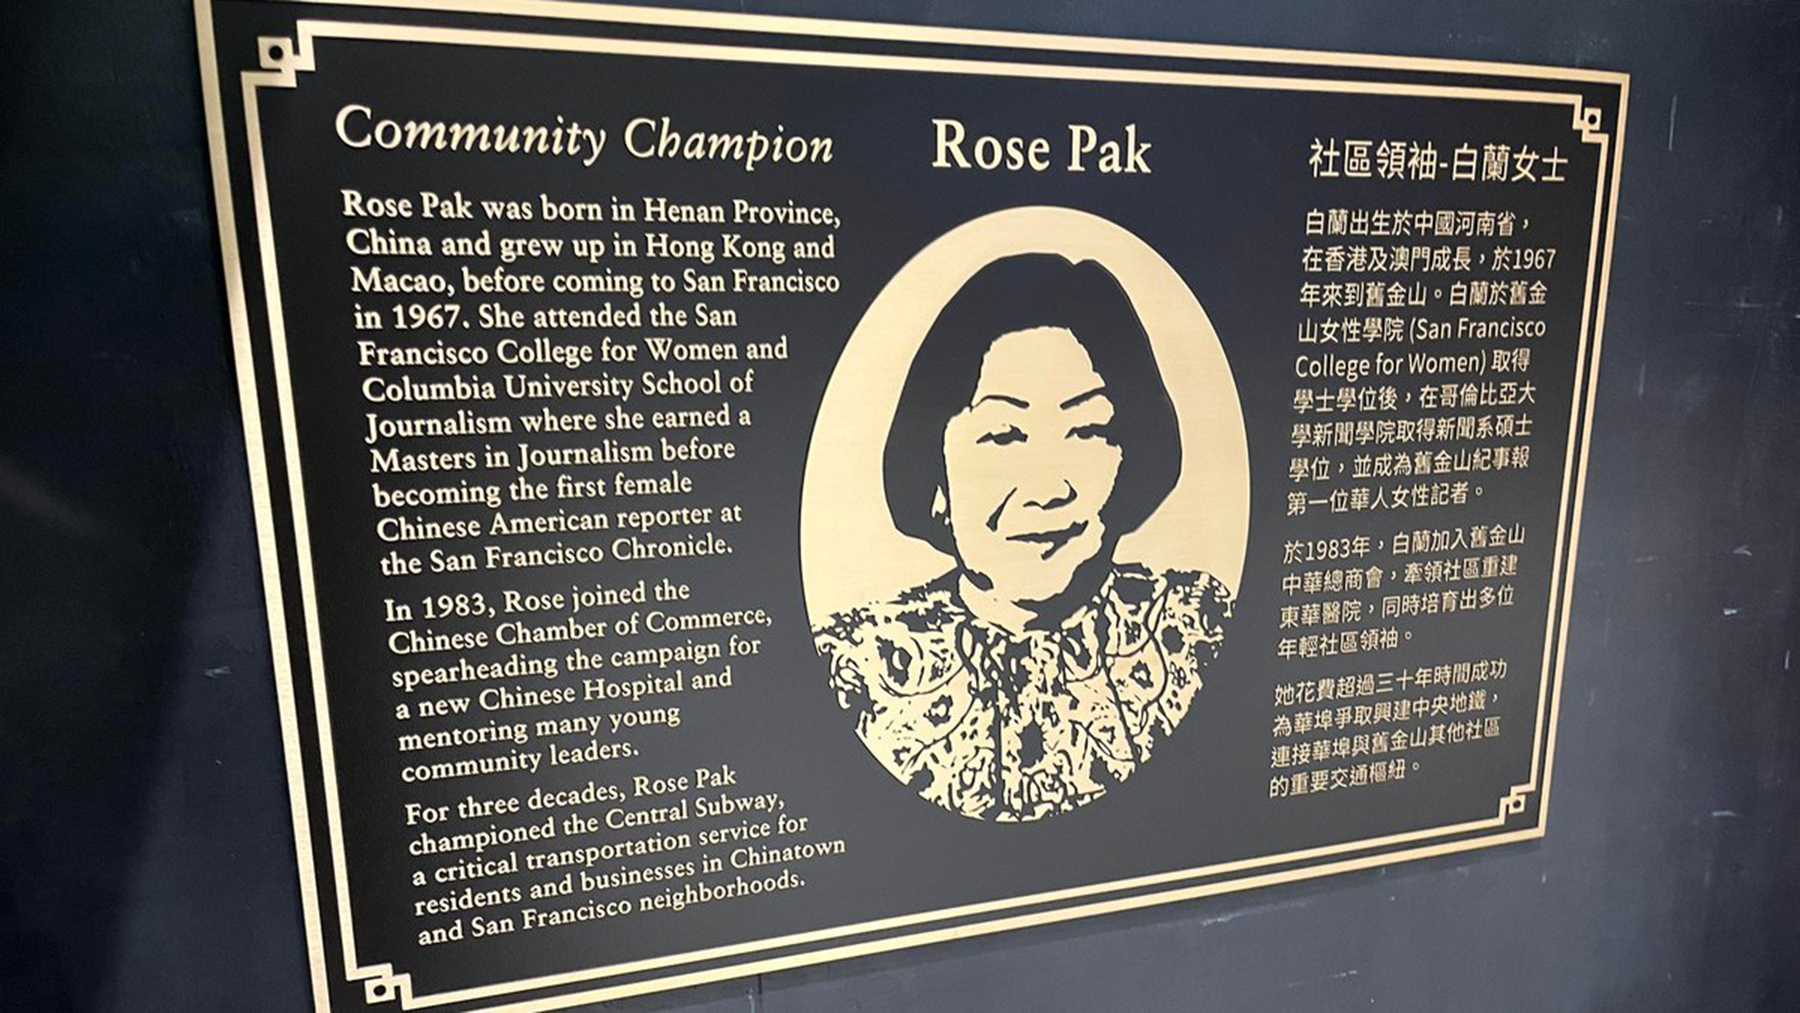 Community Champion
Rose Pak was born in Henan Province,
China and grew up in Hong Kong and
Macao, before coming to San Francisco
in 1967. She attended the San
Francisco College for Women and
Columbia University School of
Journalism where she earned a
Masters in Journalism before
becoming the first female
Chinese American reporter at
the San Francisco Chronicle.
In 1983, Rose joined the
Chinese Chamber of Commerce,
spearheading the campaign for
a new Chinese Hospital and
mentoring many young
community leaders.
For three decades, Rose Pak
championed the Central Subway,
a critical transportation service for
residents and businesses in Chinatown
and San Francisco neighborhoods.
Rose Pak
社區領袖-白蘭女士
白蘭出生於中國河南省，
在香港及澳門成長，於1967
年來到舊金山。白蘭於舊金
山女性學院 (San Francisco
College for Women) 取得
學士學位後，在哥倫比亞大
學新聞學院取得新聞系碩士
學位，並成為舊金山紀事報
第一位華人女性記者。
於1983年，白蘭加入舊金山
中華總商會，牽領社區重建
東華醫院，同時培育出多位
年輕社區領袖。
她花費超過三十年時間成功
為華埠爭取興建中央地鐵，
連接華埠與舊金山其他社區
的重要交通樞紐。